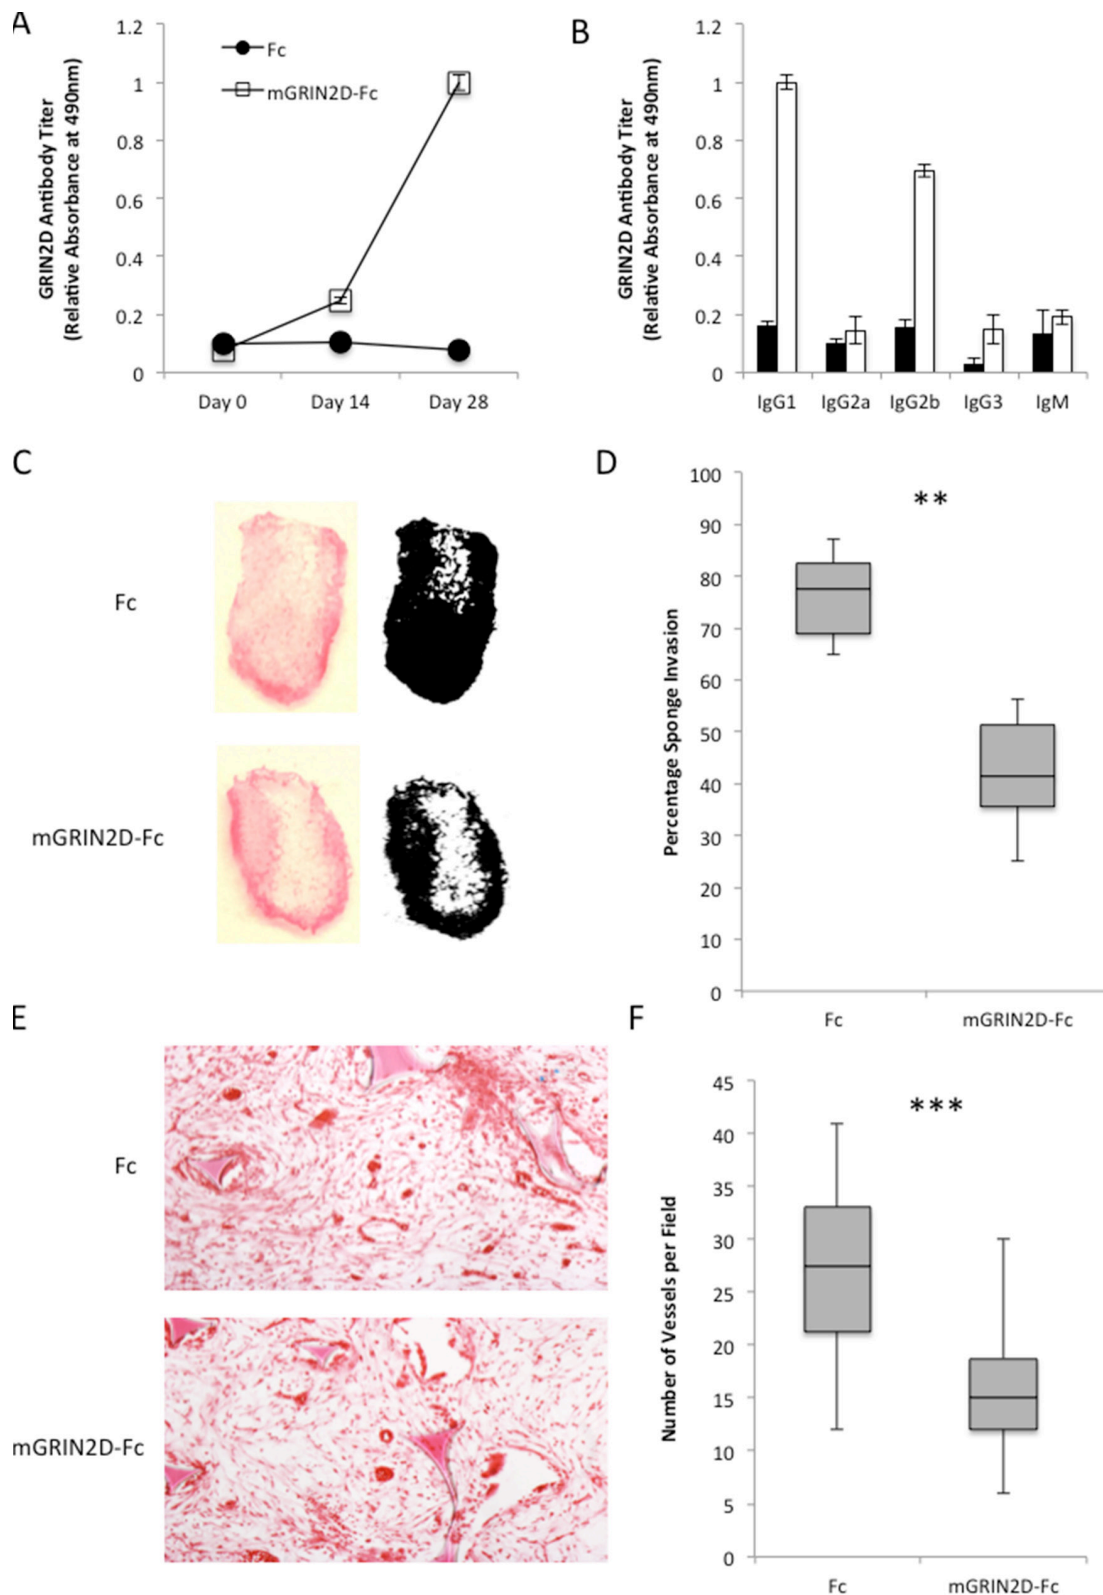 A
GRIN2D Antibody Titer
(Relative Absorbance at 490nm)
1.2
1
0.8
0.6
0.4
0.2
0
Fc
mGRIN2D-Fc
Day 0 Day 14 Day 28
B
GRIN2D Antibody Titer
(Relative Absorbance at 490nm)
1.2
1
0.8
0.6
0.4
0.2
0
IgG1 IgG2a IgG2b IgG3 IgM
C
Fc
mGRIN2D-Fc
D
Percentage Sponge Invasion
100
90
80
70
60
50
40
30
20
10
0
**
Fc mGRIN2D-Fc
E
Fc
mGRIN2D-Fc
F
Number of Vessels per Field
45
40
35
30
25
20
15
10
5
0
***
Fc mGRIN2D-Fc